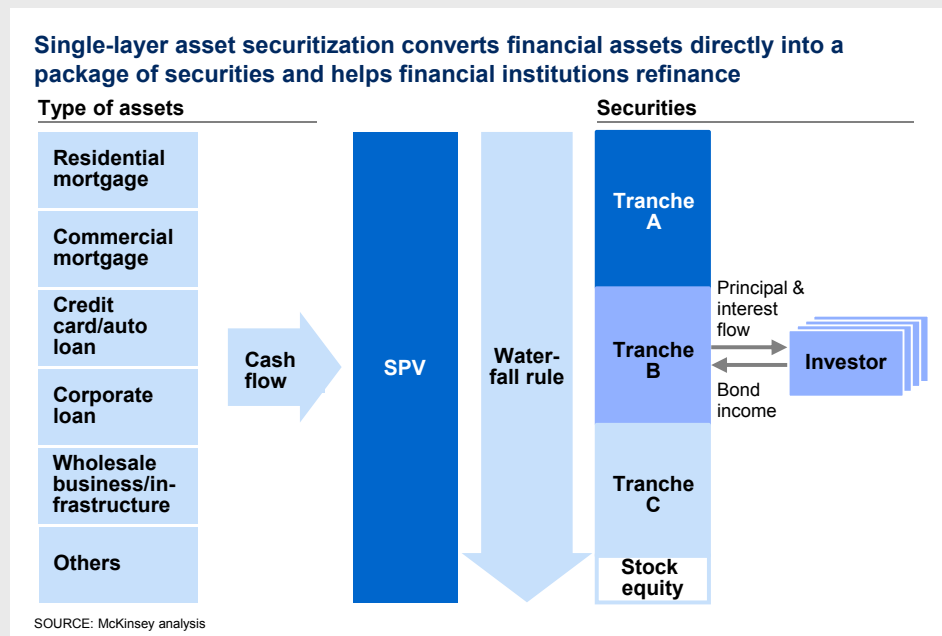 Single-layer asset securitization converts financial assets directly into a
package of securities and helps financial institutions refinance
Type of assets
Securities
Residential
mortgage
Commercial
mortgage
Credit
card/auto
loan
Corporate
loan
Wholesale
business/in-
frastructure
Others
Cash
flow
SPV
Water-
fall rule
Tranche
A
Tranche
B
Tranche
C
Stock
equity
Principal &
interest
flow
Bond
income
Investor
SOURCE: McKinsey analysis